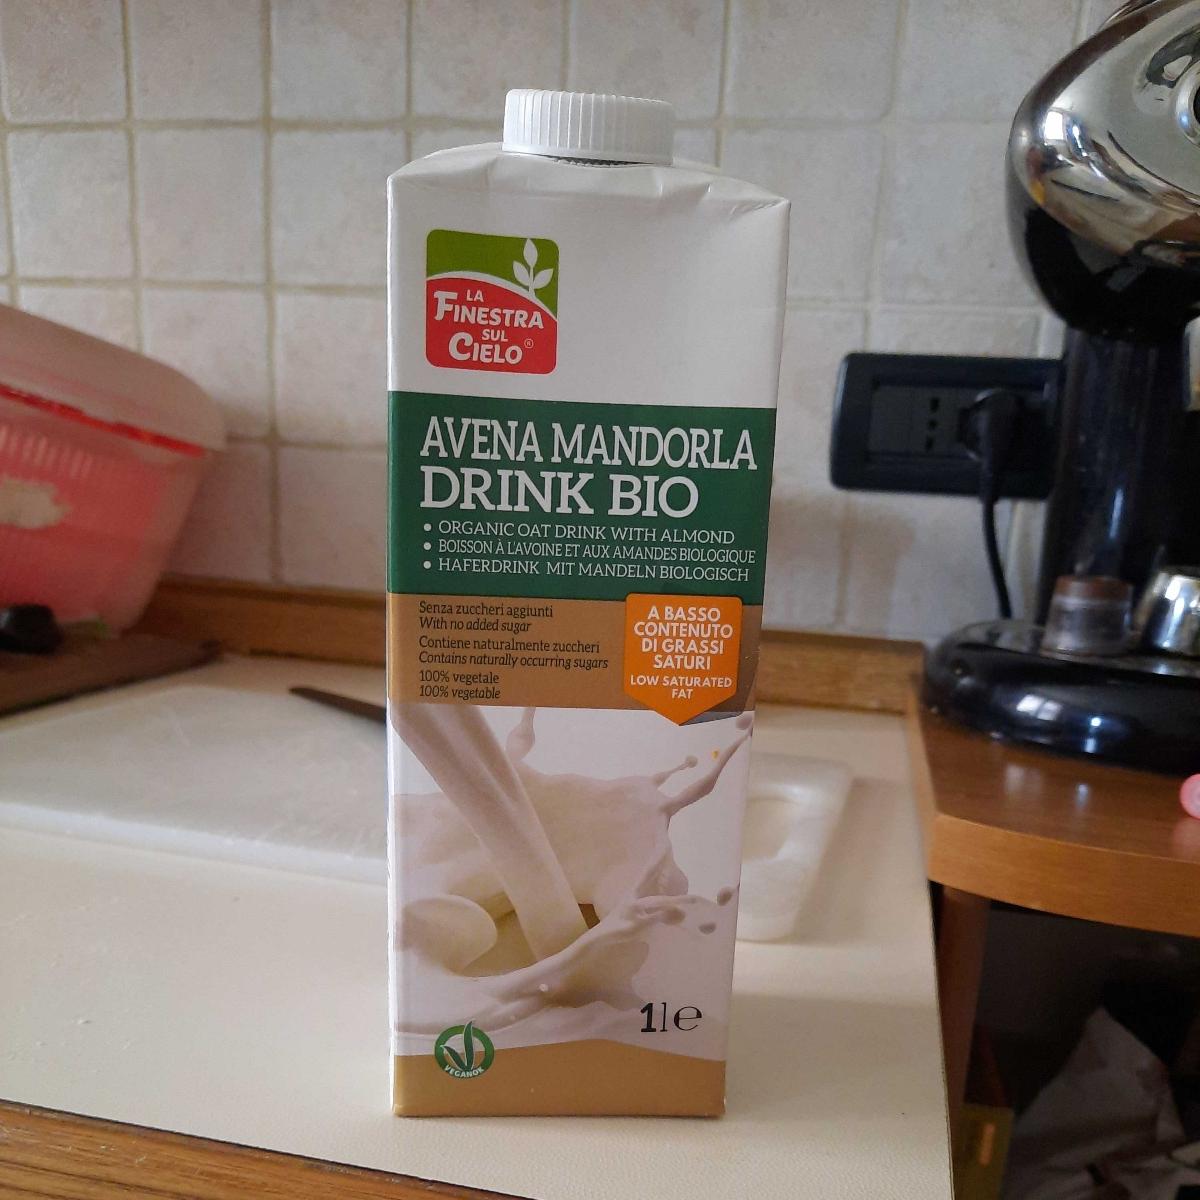 LA
FINESTRA
SUL
CIELO®
AVENA MANDORLA
DRINK BIO
• ORGANIC OAT DRINK WITH ALMOND
• BOISSON À L'AVOINE ET AUX AMANDES BIOLOGIQUE
• HAFERDRINK MIT MANDELN BIOLOGISCH
Senza zuccheri aggiunti
With no added sugar
Contiene naturalmente zuccheri
Contains naturally occurring sugars
100% vegetale
100% vegetable
A BASSO
CONTENUTO
DI GRASSI
SATURI
LOW SATURATED
FAT
1l℮
VEGANOK